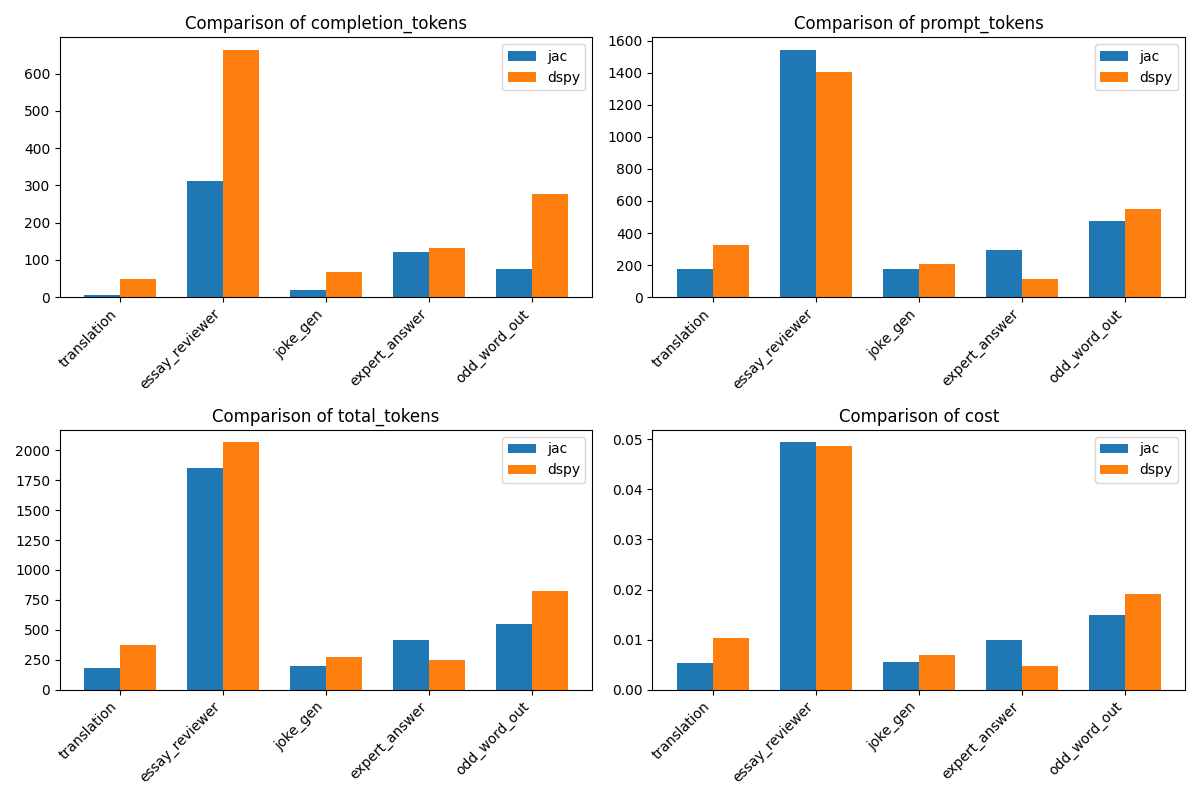 Comparison of completion_tokens
600
500
400
300
200
100
0
jac
dspy
translation
essay_reviewer
joke_gen
expert_answer
odd_word_out
Comparison of prompt_tokens
1600
1400
1200
1000
800
600
400
200
0
jac
dspy
translation
essay_reviewer
joke_gen
expert_answer
odd_word_out
Comparison of total_tokens
2000
1750
1500
1250
1000
750
500
250
0
jac
dspy
translation
essay_reviewer
joke_gen
expert_answer
odd_word_out
Comparison of cost
0.05
0.04
0.03
0.02
0.01
0.00
jac
dspy
translation
essay_reviewer
joke_gen
expert_answer
odd_word_out